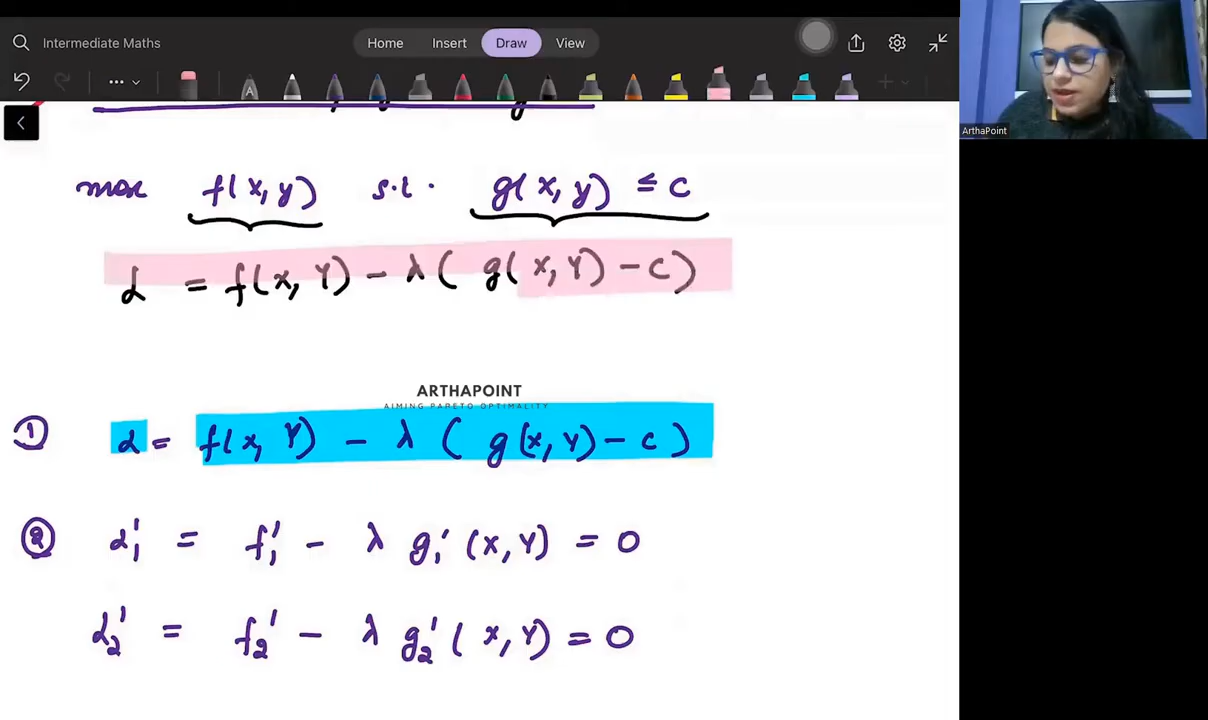 Intermediate Maths
Home Insert Draw View
A
ArthaPoint
max f(x, y) s.t. g(x, y) ≤ c
ℒ = f(x, Y) − λ ( g(x, Y) − c)
ARTHAPOINT
AIMING PARETO OPTIMALITY
① ℒ = f(x, Y) − λ ( g(x, Y) − c)
② ℒ₁' = f₁' − λ g₁' (x, Y) = 0
ℒ₂' = f₂' − λ g₂' ( x, Y) = 0